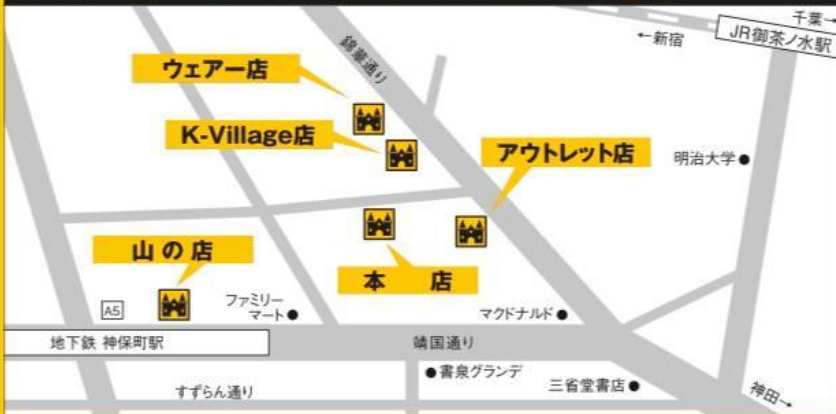 千葉→
←新宿
JR御茶ノ水駅
錦華通り
ウェアー店
K-Village店
アウトレット店
明治大学●
山の店
本 店
A5
ファミリー
マート●
マクドナルド●
地下鉄 神保町駅
靖国通り
●書泉グランデ
すずらん通り
三省堂書店●
神田→